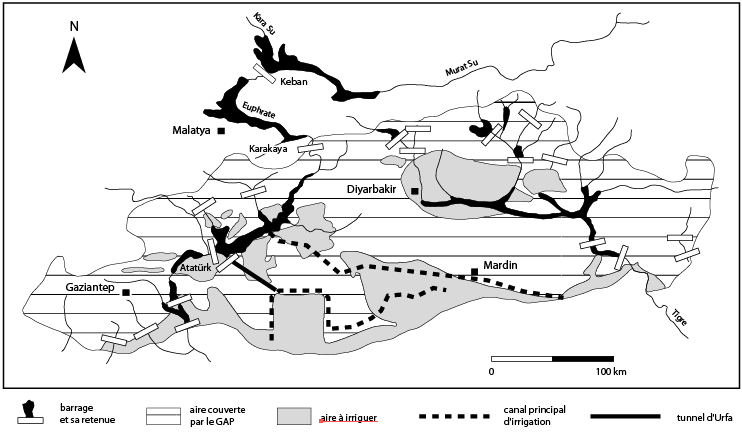 N
Kara Su
Murat Su
Keban
Euphrate
Malatya
Karakaya
Diyarbakir
Atatürk
Mardin
Gaziantep
Tigre
0 100 km
barrage
et sa retenue
aire couverte
par le GAP
aire à irriguer
canal principal
d'irrigation
tunnel d'Urfa